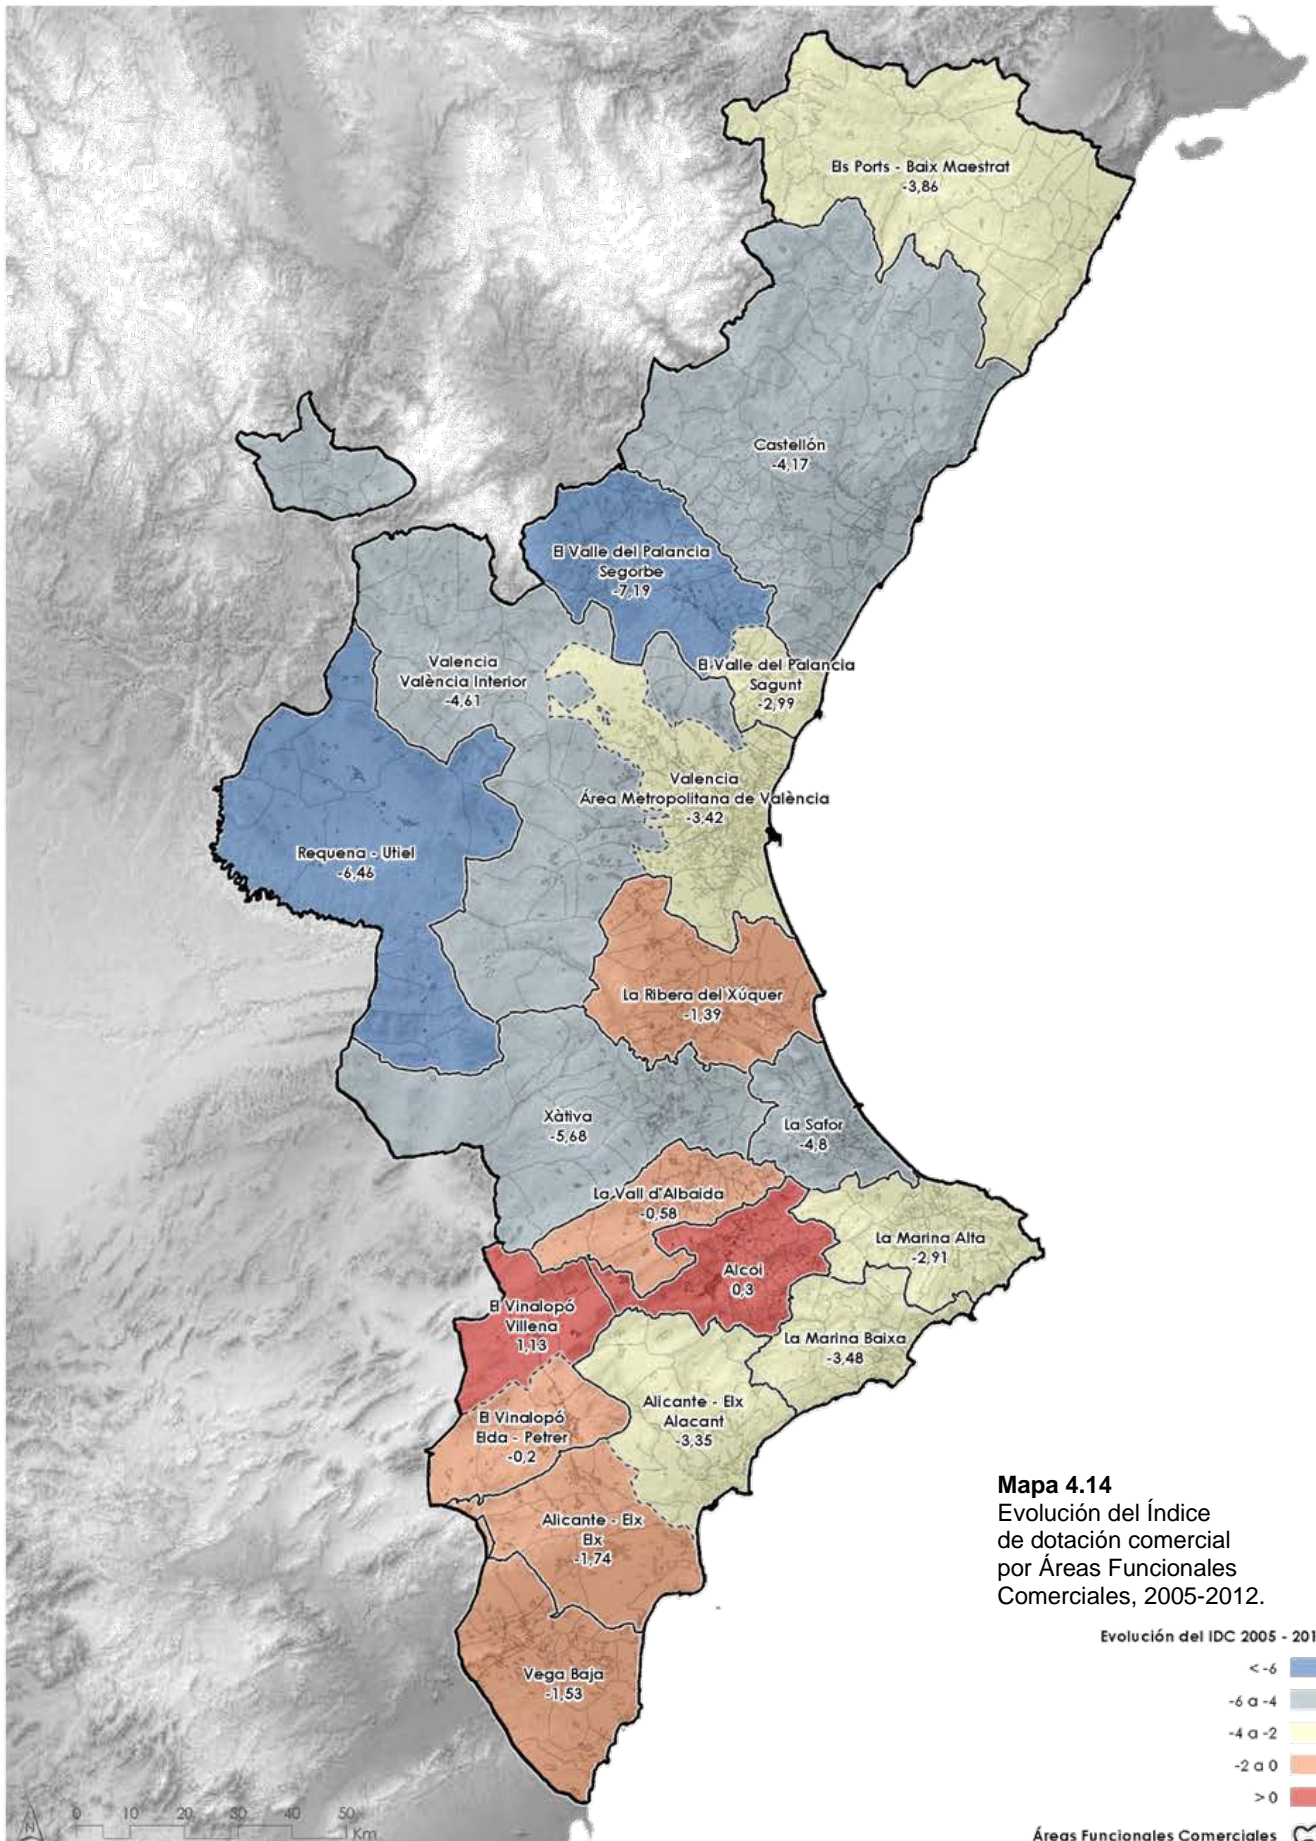 Els Ports - Baix Maestrat
-3,86
Castellón
-4,17
El Valle del Palancia
Segorbe
-7,19
Valencia
València Interior
-4,61
El Valle del Palancia
Sagunt
-2,99
Valencia
Área Metropolitana de València
-3,42
Requena - Utiel
-6,46
La Ribera del Xúquer
-1,39
Xàtiva
-5,68
La Safor
-4,8
La Vall d'Albaida
-0,58
La Marina Alta
-2,91
Alcoi
0,3
El Vinalopó
Villena
1,13
La Marina Baixa
-3,48
Alicante - Elx
Alacant
-3,35
El Vinalopó
Elda - Petrer
-0,2
Alicante - Elx
Elx
-1,74
Vega Baja
-1,53
Mapa 4.14
Evolución del Índice
de dotación comercial
por Áreas Funcionales
Comerciales, 2005-2012.
Evolución del IDC 2005 - 201
< -6
-6 a -4
-4 a -2
-2 a 0
> 0
Áreas Funcionales Comerciales
N
0 10 20 30 40 50
Km